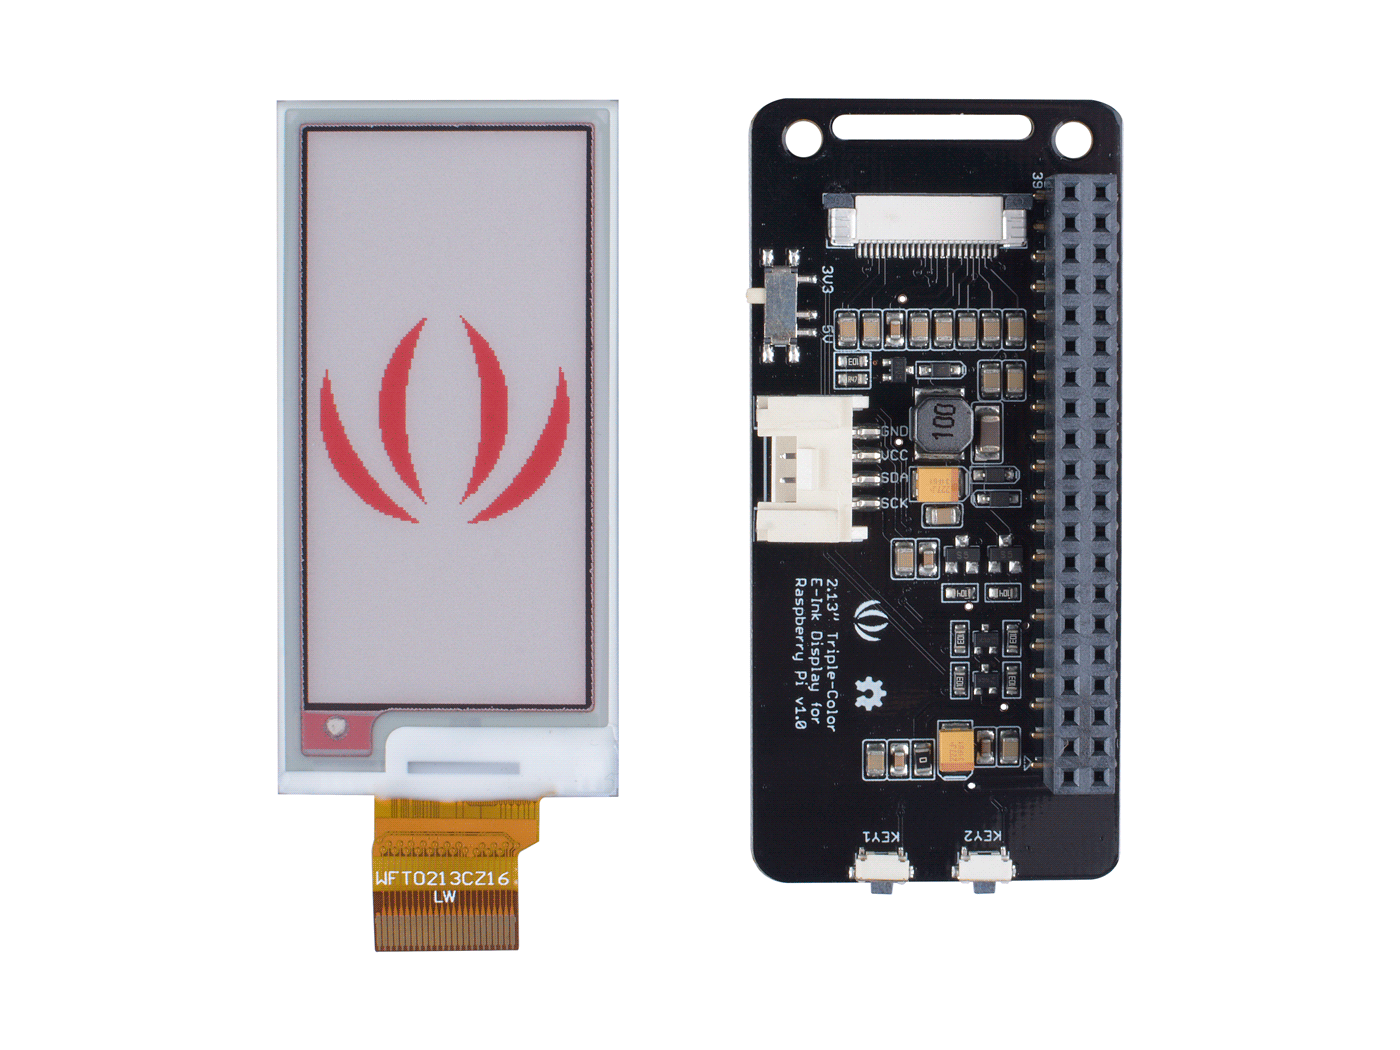 WFT0213CZ16
LW
39
3V3
5V
100
GND
VCC
SDA
SCK
2.13" Triple-Color
E-Ink Display for
Raspberry Pi v1.0
KEY1
KEY2